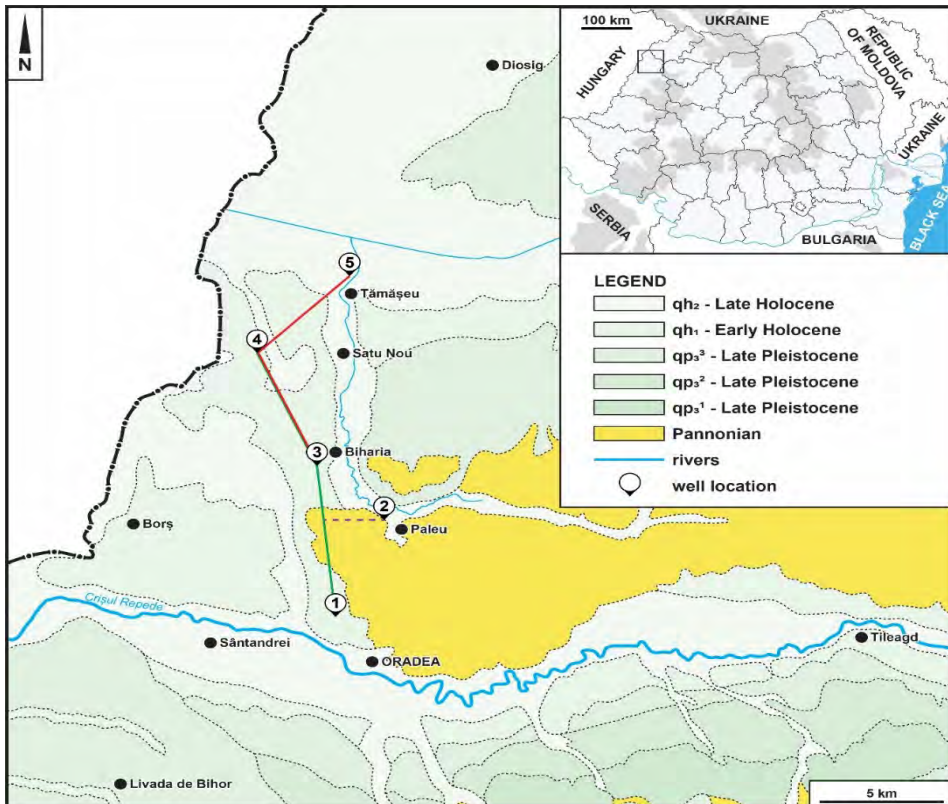 N
Diosig
5
Tămășeu
4
Satu Nou
3
Biharia
2
Borș
Paleu
1
Crișul Repede
Sântandrei
ORADEA
Tileagd
Livada de Bihor
5 km
100 km
UKRAINE
REPUBLIC
OF MOLDOVA
HUNGARY
UKRAINE
SERBIA
BLACK SEA
BULGARIA
LEGEND
qh₂ - Late Holocene
qh₁ - Early Holocene
qp₃³ - Late Pleistocene
qp₃² - Late Pleistocene
qp₃¹ - Late Pleistocene
Pannonian
rivers
well location